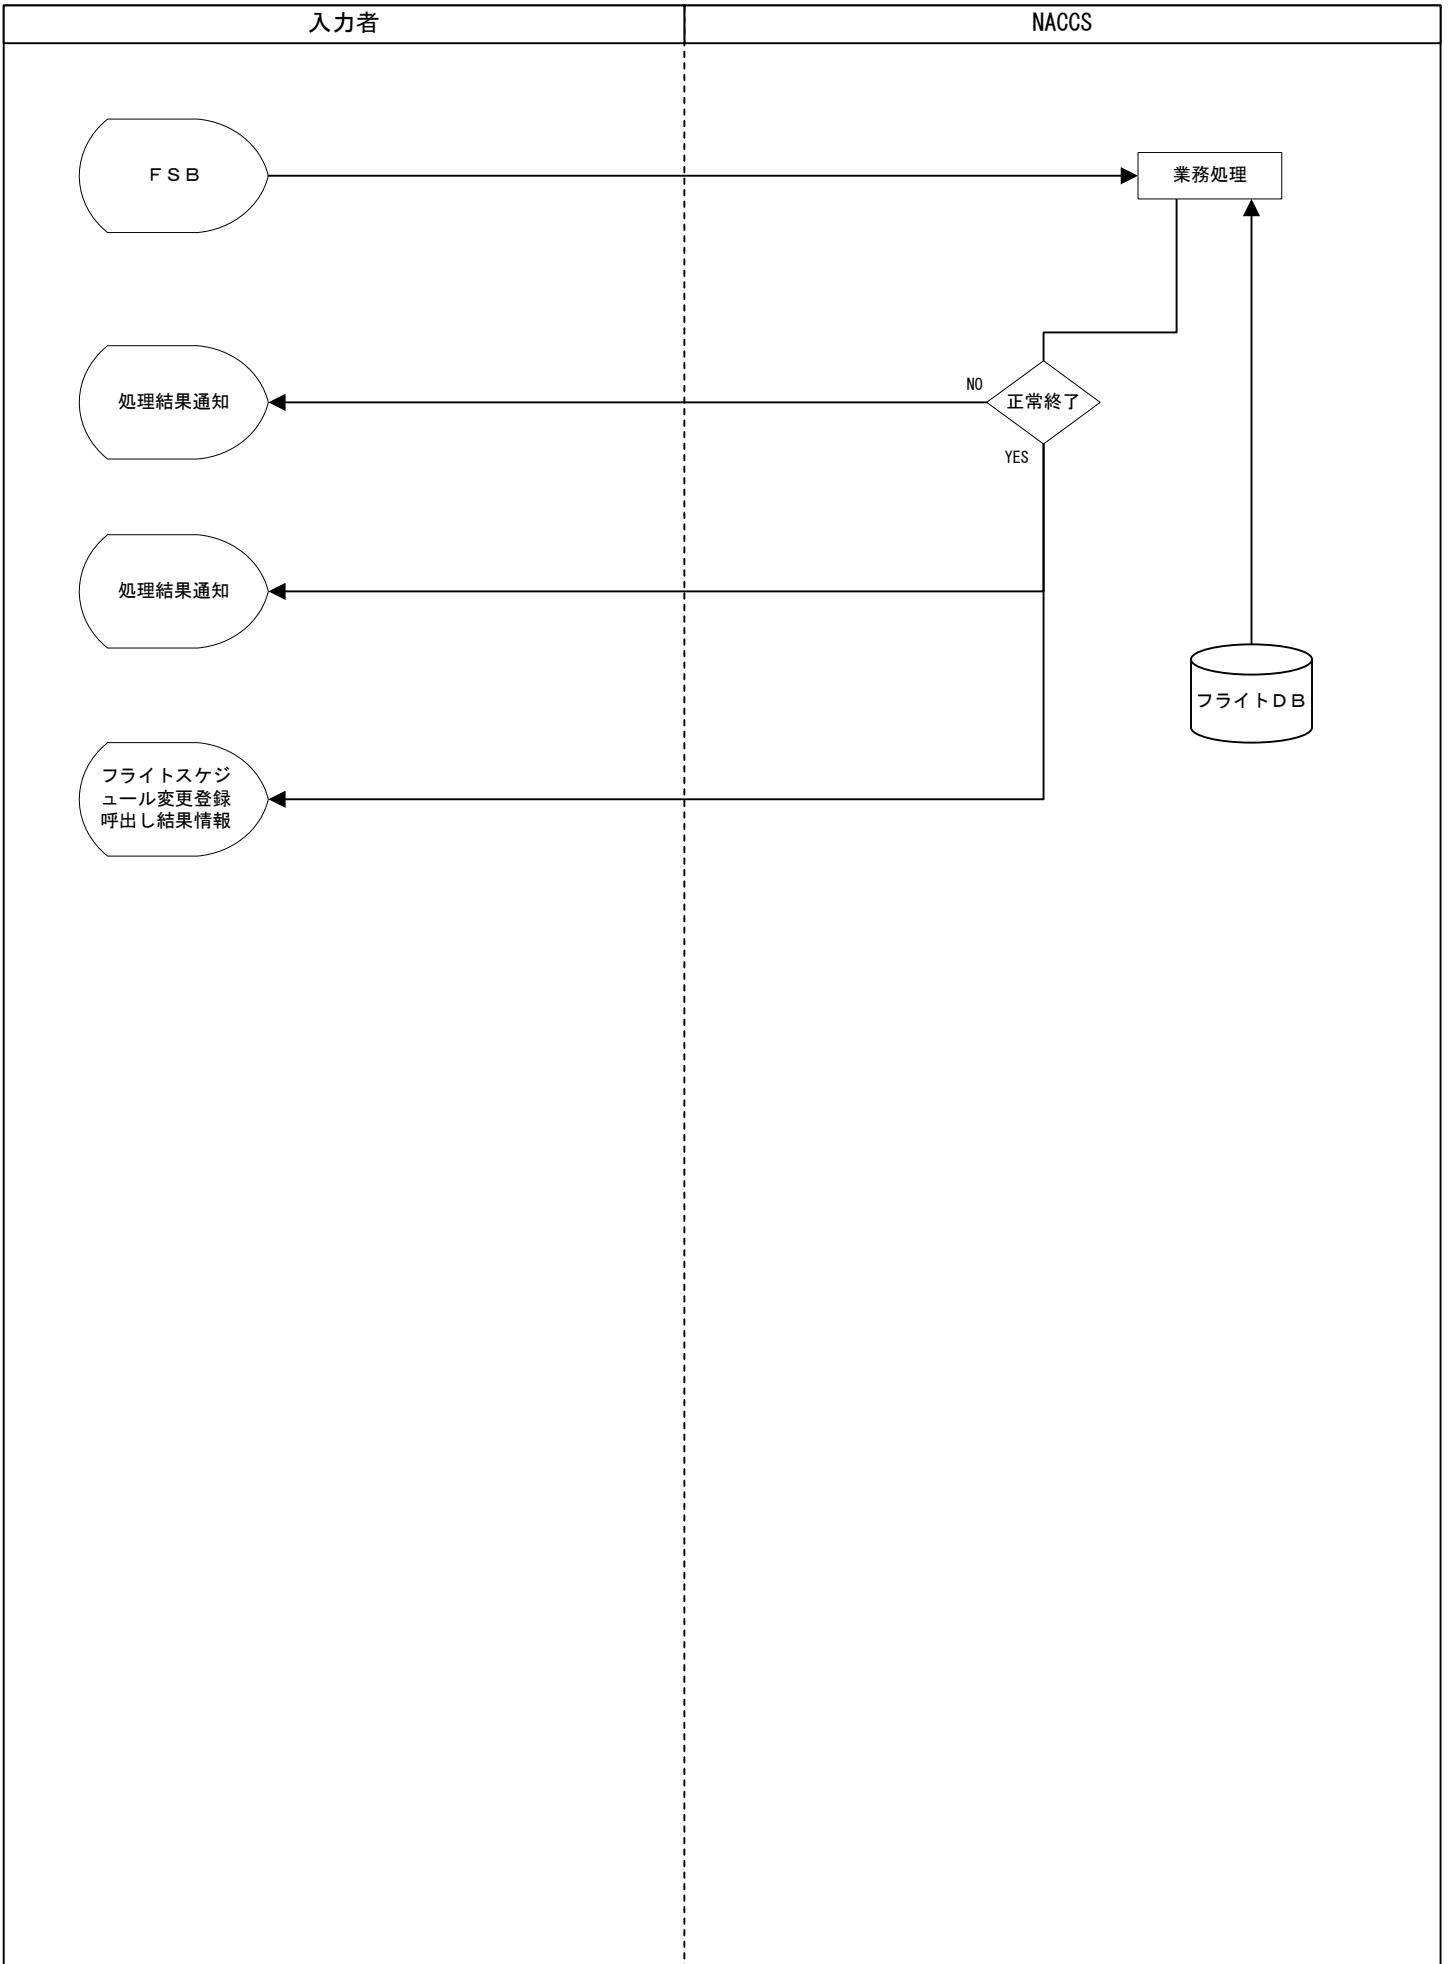 入力者
NACCS
ＦＳＢ
業務処理
処理結果通知
NO
正常終了
YES
処理結果通知
フライトＤＢ
フライトスケジ
ュール変更登録
呼出し結果情報